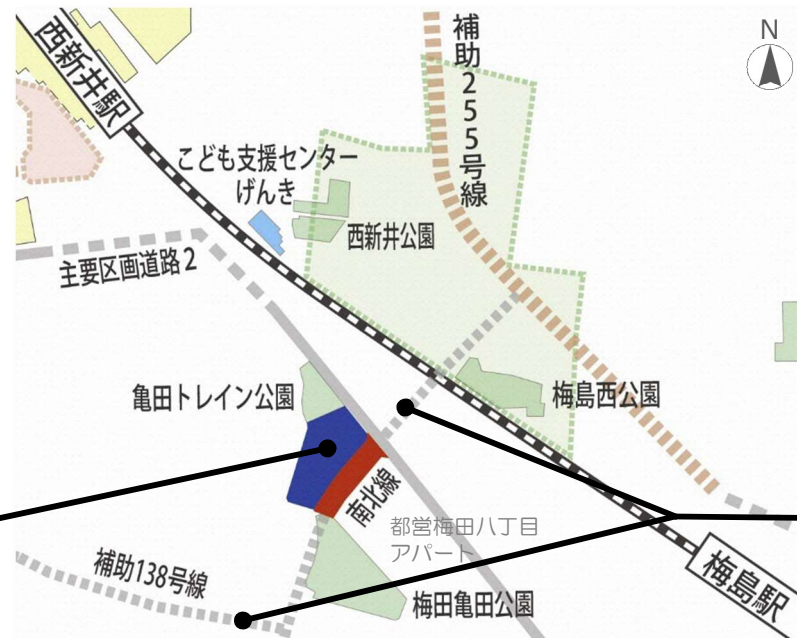 N
西新井駅
補助255号線
こども支援センター
げんき
西新井公園
主要区画道路2
亀田トレイン公園
梅島西公園
南北線
都営梅田八丁目
アパート
補助138号線
梅田亀田公園
梅島駅